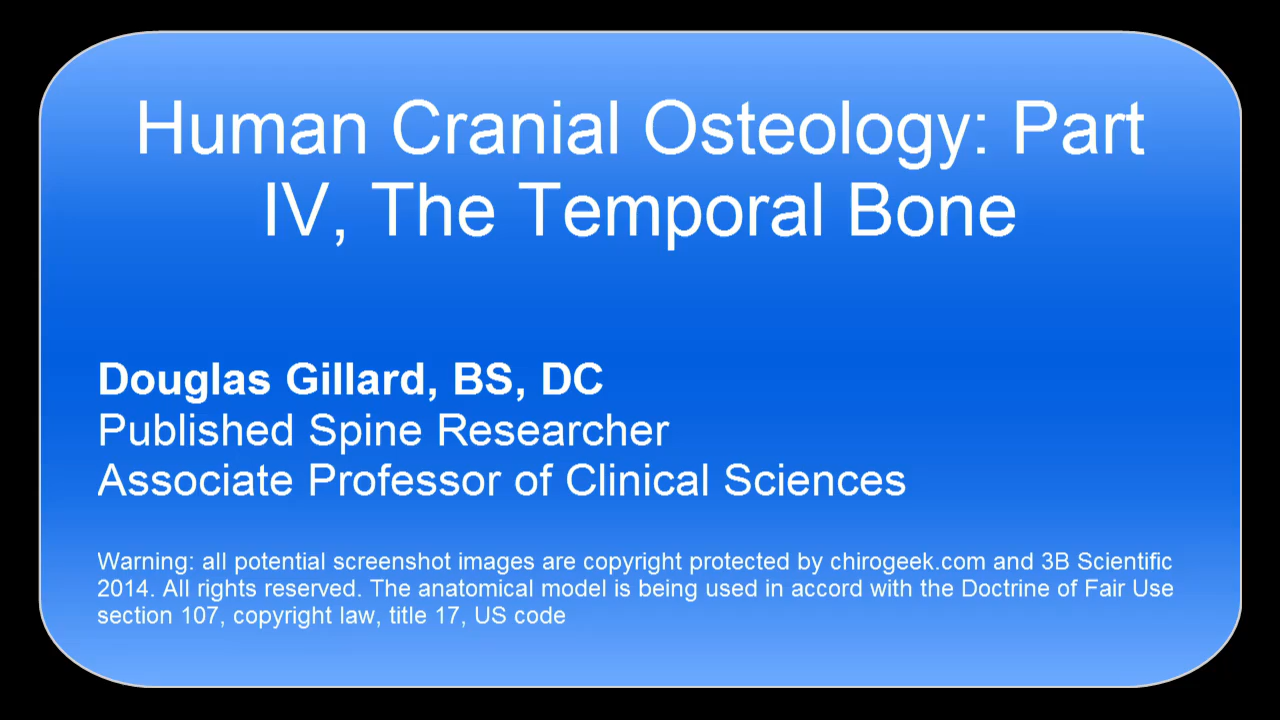 Human Cranial Osteology: Part
IV, The Temporal Bone
Douglas Gillard, BS, DC
Published Spine Researcher
Associate Professor of Clinical Sciences
Warning: all potential screenshot images are copyright protected by chirogeek.com and 3B Scientific
2014. All rights reserved. The anatomical model is being used in accord with the Doctrine of Fair Use
section 107, copyright law, title 17, US code